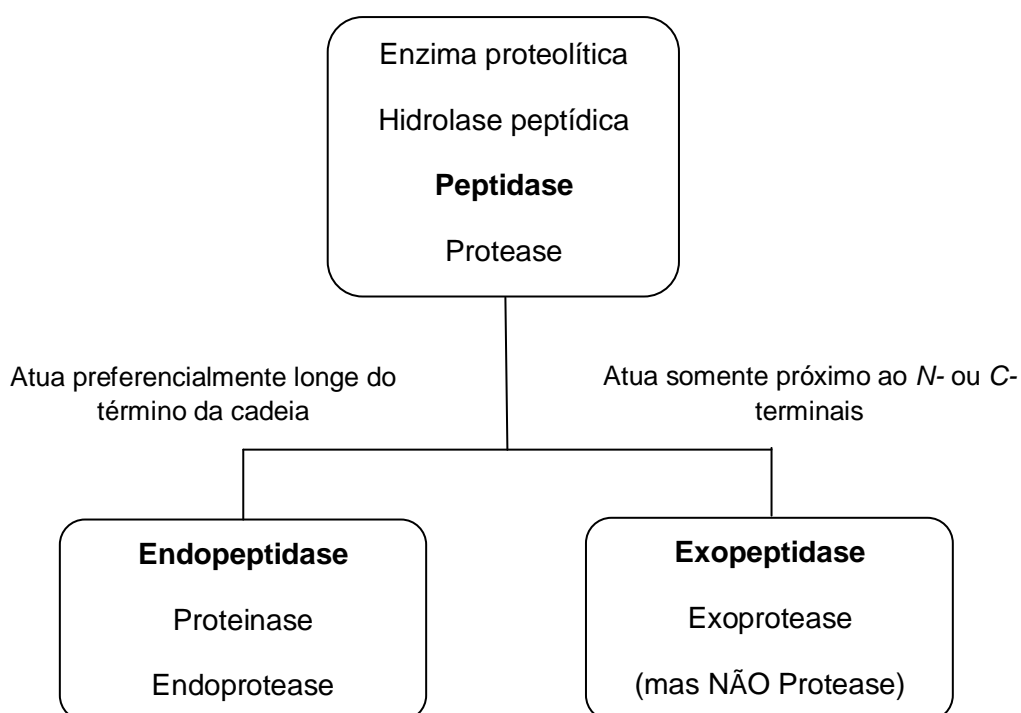 Enzima proteolítica
Hidrolase peptídica
Peptidase
Protease
Atua preferencialmente longe do
término da cadeia
Atua somente próximo ao N- ou C-
terminais
Endopeptidase
Proteinase
Endoprotease
Exopeptidase
Exoprotease
(mas NÃO Protease)